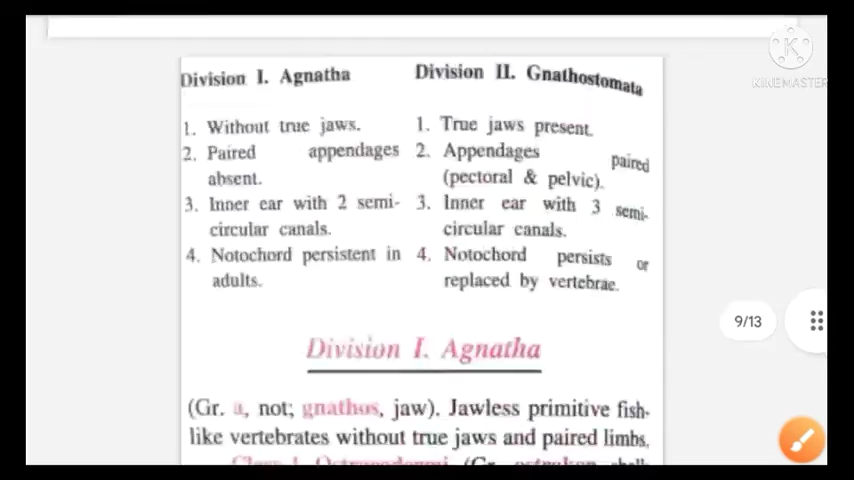 KINEMASTER
Division I. Agnatha
1. Without true jaws.
2. Paired appendages
absent.
3. Inner ear with 2 semi-
circular canals.
4. Notochord persistent in
adults.
Division II. Gnathostomata
1. True jaws present.
2. Appendages paired
(pectoral & pelvic).
3. Inner ear with 3 semi-
circular canals.
4. Notochord persists or
replaced by vertebrae.
9/13
Division I. Agnatha
(Gr. a, not; gnathos, jaw). Jawless primitive fish-
like vertebrates without true jaws and paired limbs.